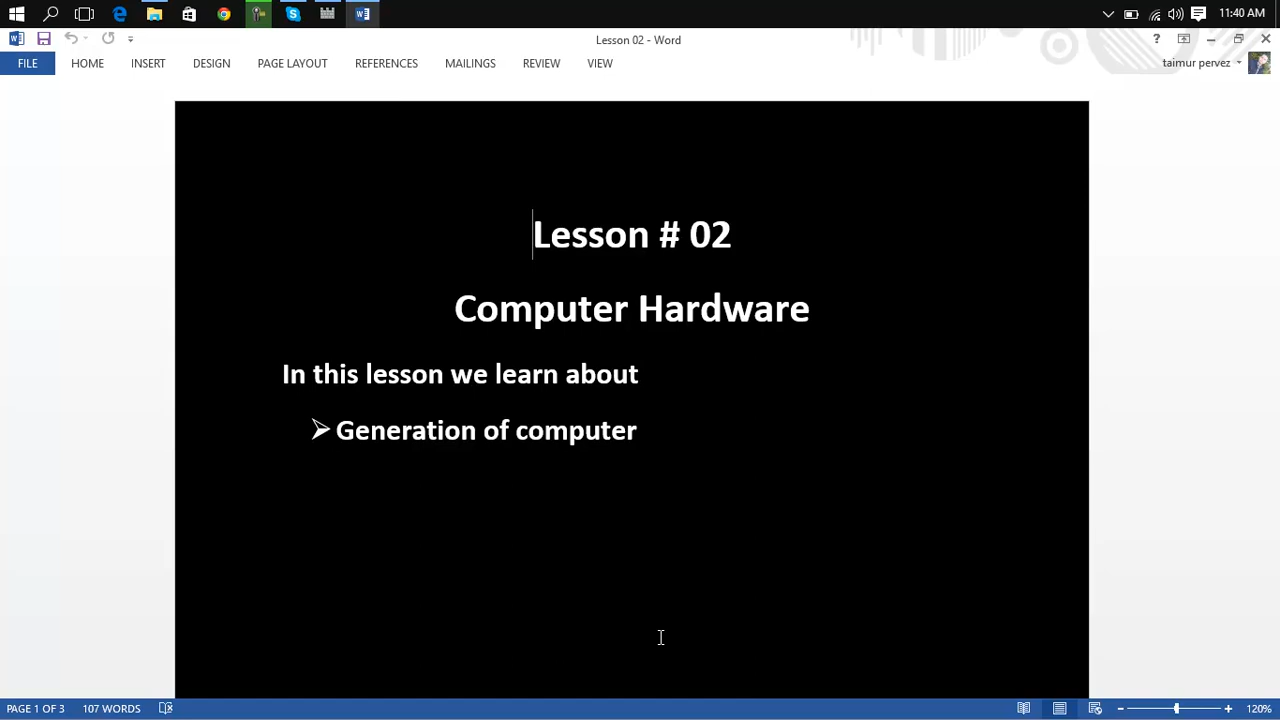 11:40 AM
Lesson 02 - Word
?
FILE HOME INSERT DESIGN PAGE LAYOUT REFERENCES MAILINGS REVIEW VIEW
taimur pervez
Lesson # 02
Computer Hardware
In this lesson we learn about
Generation of computer
PAGE 1 OF 3 107 WORDS
120%